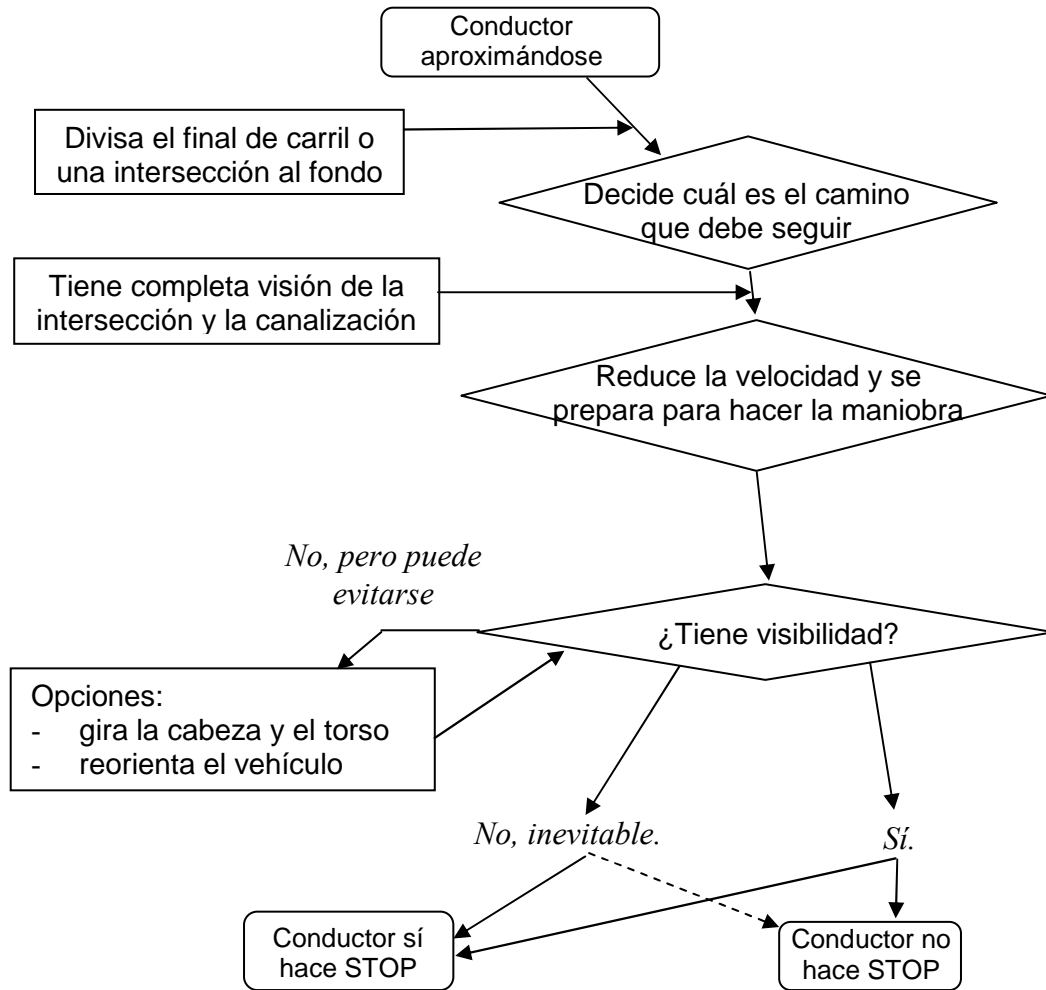 Conductor
aproximándose
Divisa el final de carril o
una intersección al fondo
Decide cuál es el camino
que debe seguir
Tiene completa visión de la
intersección y la canalización
Reduce la velocidad y se
prepara para hacer la maniobra
No, pero puede
evitarse
¿Tiene visibilidad?
Opciones:
- gira la cabeza y el torso
- reorienta el vehículo
No, inevitable.
Sí.
Conductor sí
hace STOP
Conductor no
hace STOP